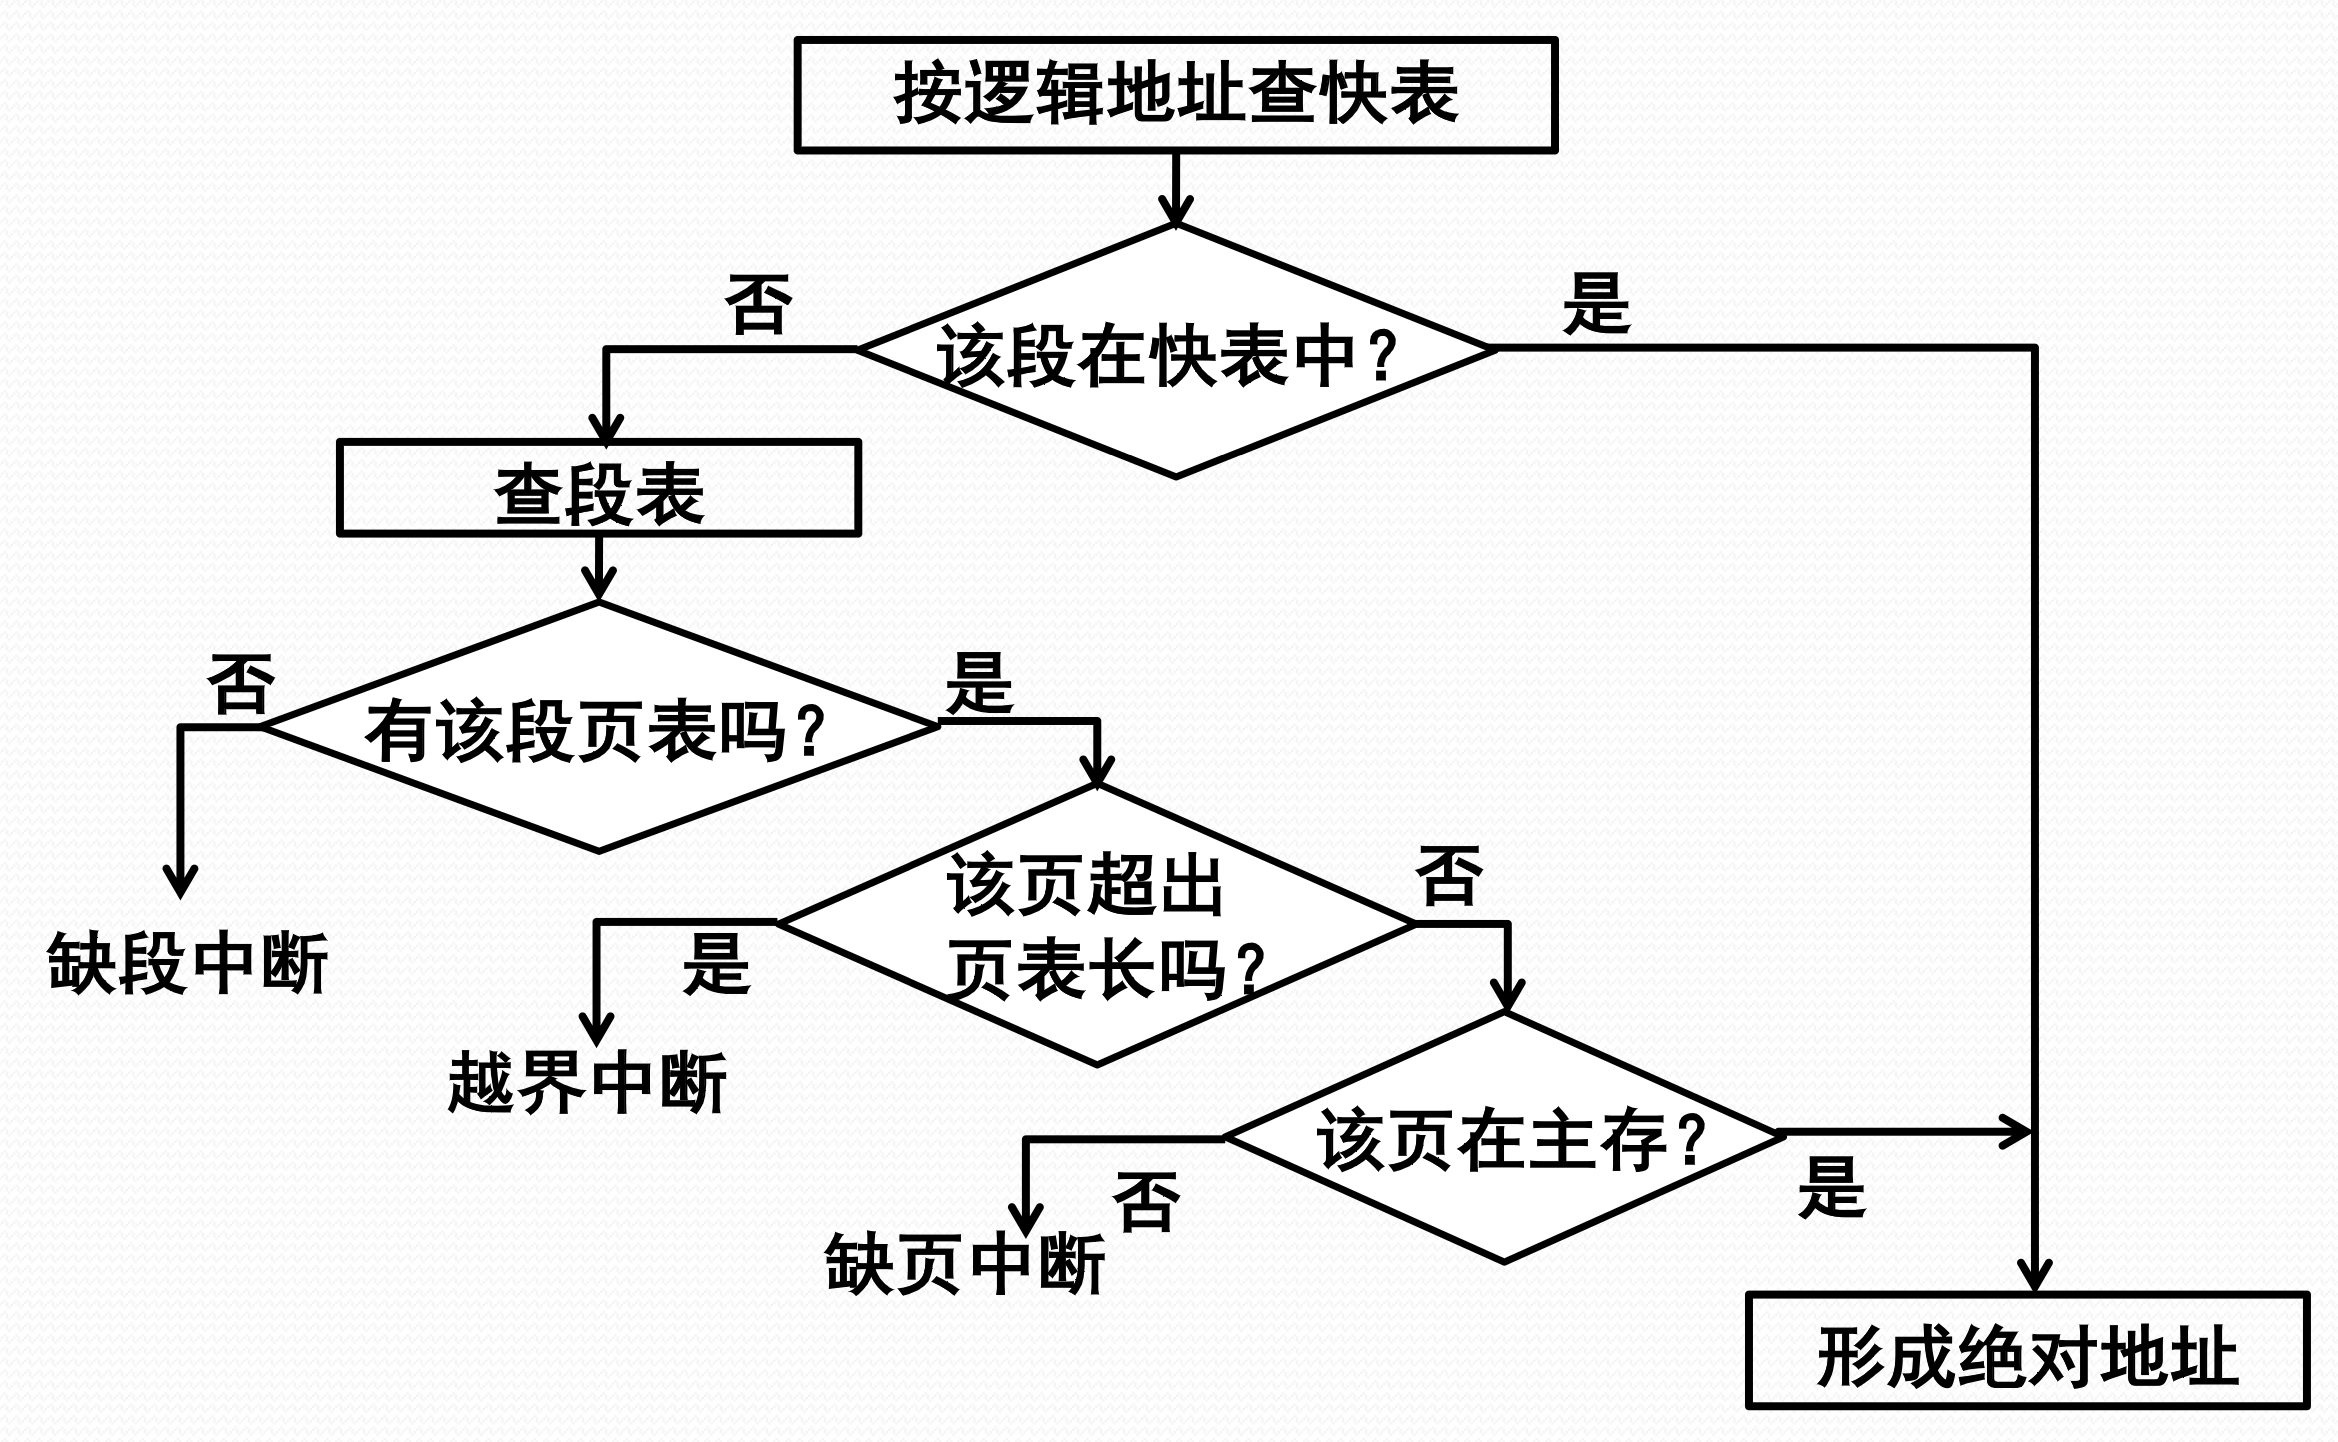 按逻辑地址查快表
否
是
该段在快表中?
查段表
否
是
有该段页表吗?
否
该页超出
页表长吗?
是
缺段中断
越界中断
该页在主存?
否
是
缺页中断
形成绝对地址